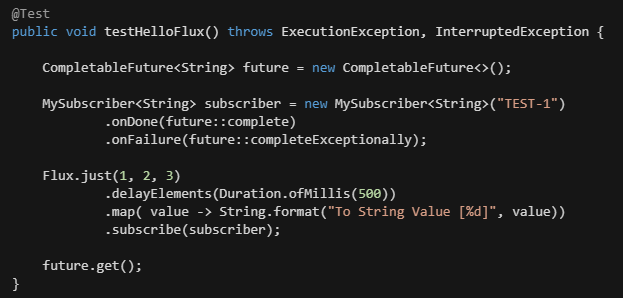 @Test
public void testHelloFlux() throws ExecutionException, InterruptedException {
CompletableFuture<String> future = new CompletableFuture<>();
MySubscriber<String> subscriber = new MySubscriber<String>("TEST-1")
.onDone(future::complete)
.onFailure(future::completeExceptionally);
Flux.just(1, 2, 3)
.delayElements(Duration.ofMillis(500))
.map( value -> String.format("To String Value [%d]", value))
.subscribe(subscriber);
future.get();
}